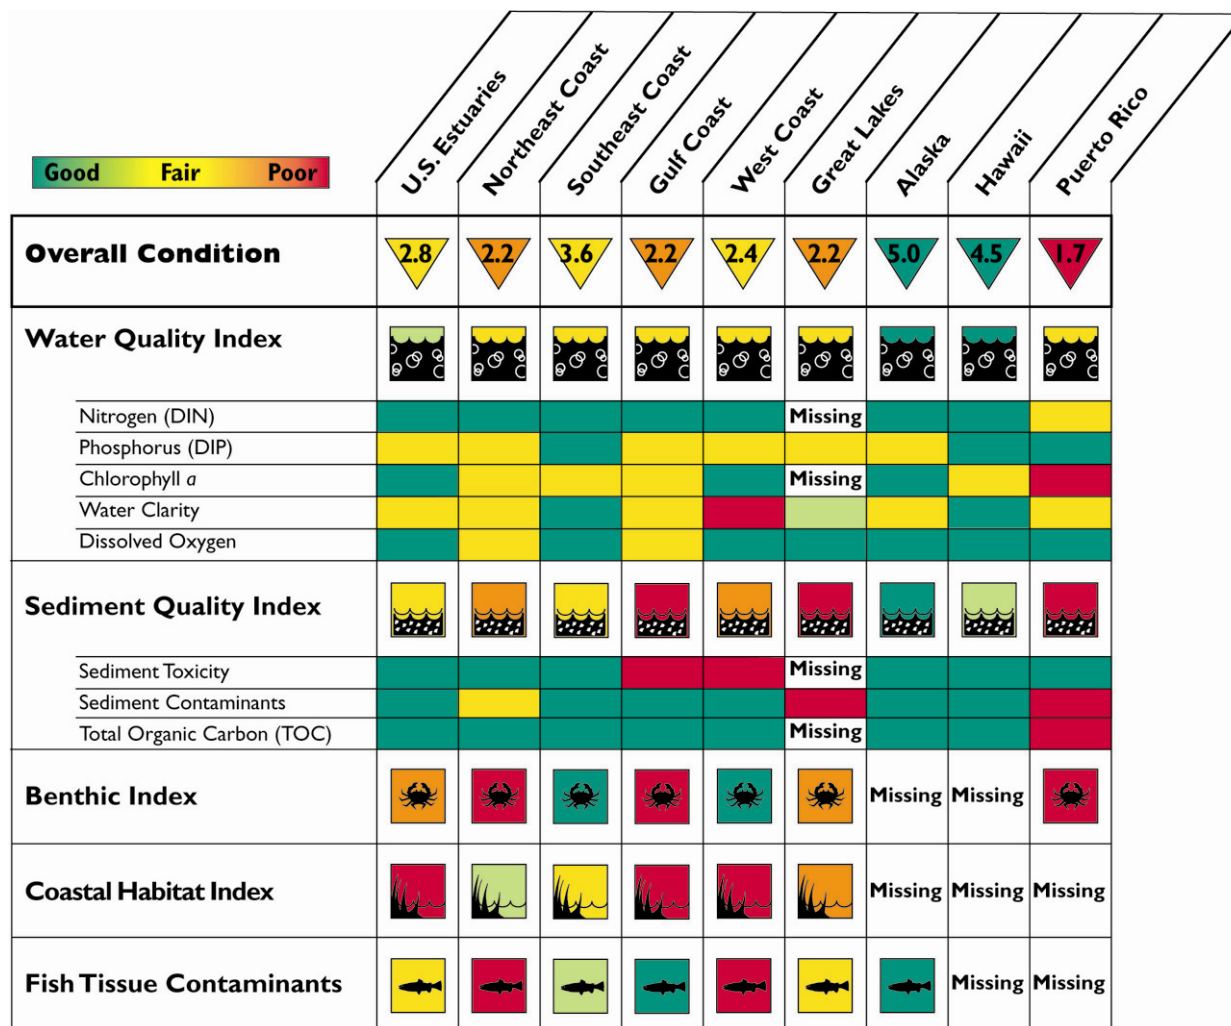 U.S. Estuaries
Northeast Coast
Southeast Coast
Gulf Coast
West Coast
Great Lakes
Alaska
Hawaii
Puerto Rico
Good Fair Poor
Overall Condition 2.8 2.2 3.6 2.2 2.4 2.2 5.0 4.5 1.7
Water Quality Index
Nitrogen (DIN) Missing
Phosphorus (DIP)
Chlorophyll a Missing
Water Clarity
Dissolved Oxygen
Sediment Quality Index
Sediment Toxicity Missing
Sediment Contaminants
Total Organic Carbon (TOC) Missing
Benthic Index Missing Missing
Coastal Habitat Index Missing Missing Missing
Fish Tissue Contaminants Missing Missing